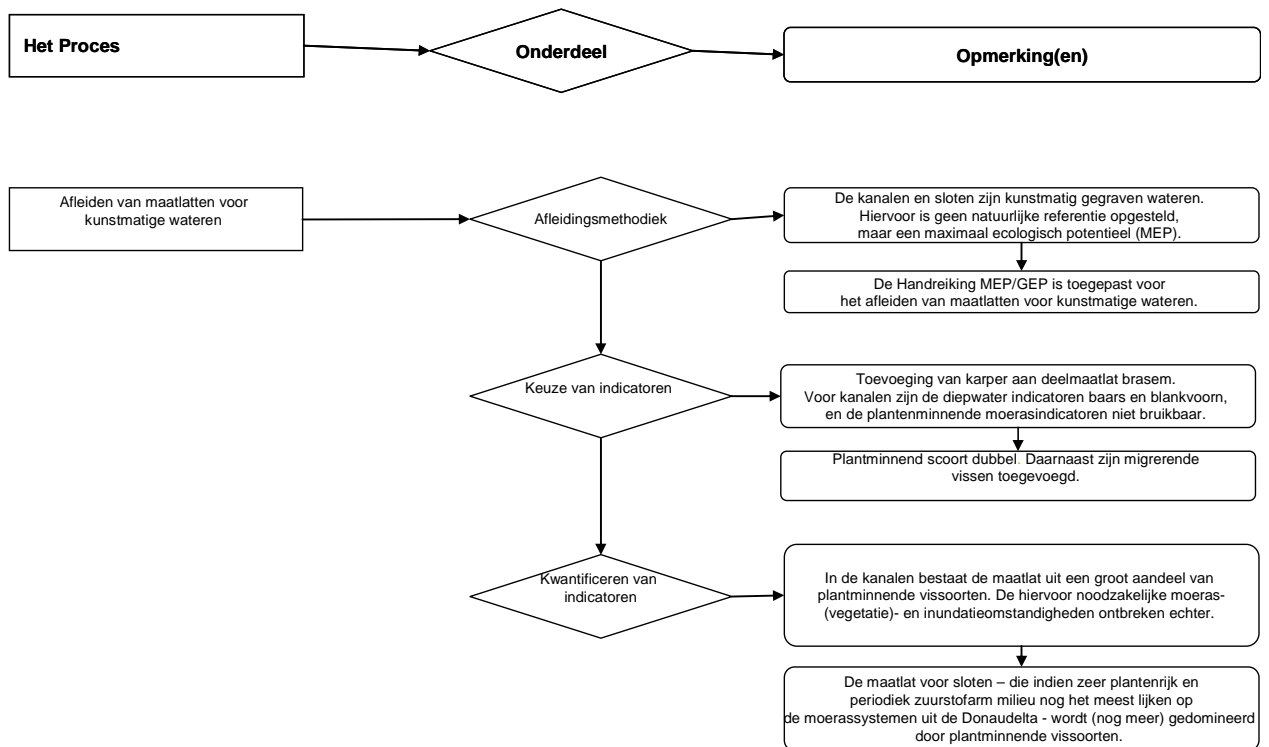 Het Proces
Onderdeel
Opmerking(en)
Afleiden van maatlatten voor
kunstmatige wateren
Afleidingsmethodiek
De kanalen en sloten zijn kunstmatig gegraven wateren.
Hiervoor is geen natuurlijke referentie opgesteld,
maar een maximaal ecologisch potentieel (MEP).
De Handreiking MEP/GEP is toegepast voor
het afleiden van maatlatten voor kunstmatige wateren.
Keuze van indicatoren
Toevoeging van karper aan deelmaatlat brasem.
Voor kanalen zijn de diepwater indicatoren baars en blankvoorn,
en de plantenminnende moerasindicatoren niet bruikbaar.
Plantminnend scoort dubbel. Daarnaast zijn migrerende
vissen toegevoegd.
Kwantificeren van
indicatoren
In de kanalen bestaat de maatlat uit een groot aandeel van
plantminnende vissoorten. De hiervoor noodzakelijke moeras-
(vegetatie)- en inundatieomstandigheden ontbreken echter.
De maatlat voor sloten – die indien zeer plantenrijk en
periodiek zuurstofarm milieu nog het meest lijken op
de moerassystemen uit de Donaudelta - wordt (nog meer) gedomineerd
door plantminnende vissoorten.